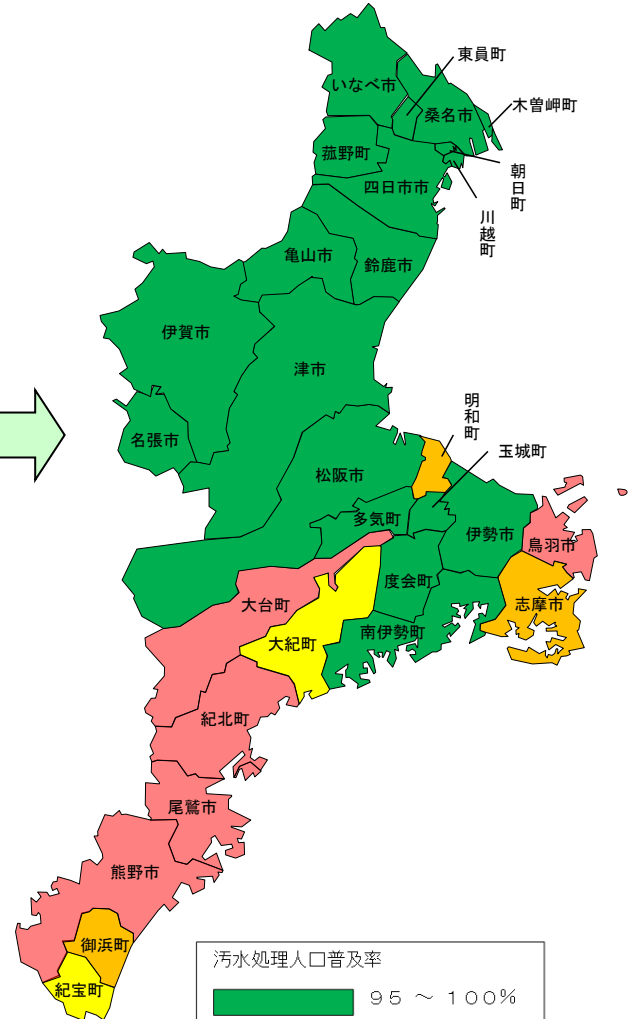 東員町
いなべ市
桑名市
木曽岬町
菰野町
朝日町
四日市市
川越町
亀山市
鈴鹿市
伊賀市
津市
明和町
名張市
玉城町
松阪市
多気町
伊勢市
鳥羽市
度会町
大台町
志摩市
南伊勢町
大紀町
紀北町
尾鷲市
熊野市
御浜町
紀宝町
汚水処理人口普及率
95 ~ 100%